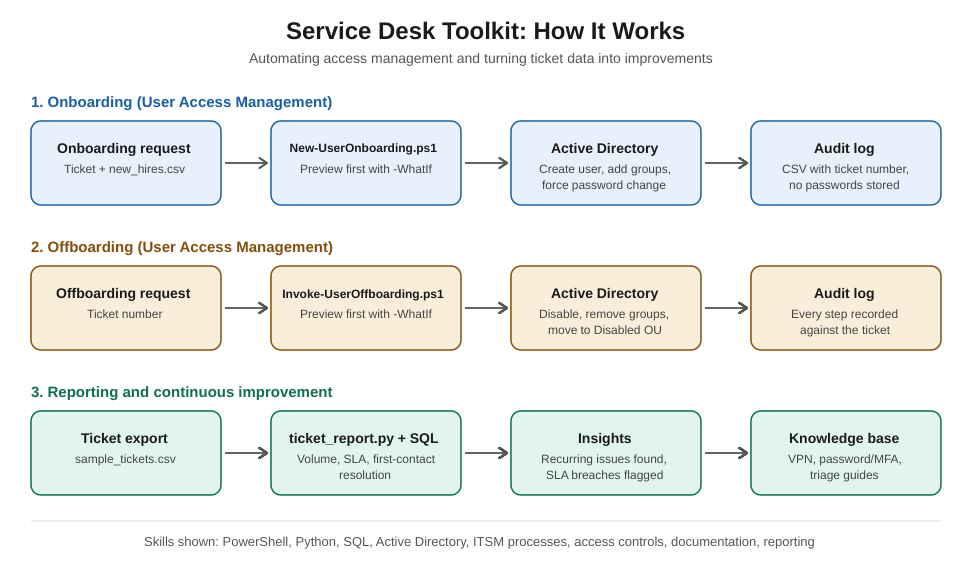 Service Desk Toolkit: How It Works
Automating access management and turning ticket data into improvements
1. Onboarding (User Access Management)
Onboarding request
Ticket + new_hires.csv
New-UserOnboarding.ps1
Preview first with -WhatIf
Active Directory
Create user, add groups,
force password change
Audit log
CSV with ticket number,
no passwords stored
2. Offboarding (User Access Management)
Offboarding request
Ticket number
Invoke-UserOffboarding.ps1
Preview first with -WhatIf
Active Directory
Disable, remove groups,
move to Disabled OU
Audit log
Every step recorded
against the ticket
3. Reporting and continuous improvement
Ticket export
sample_tickets.csv
ticket_report.py + SQL
Volume, SLA, first-contact
resolution
Insights
Recurring issues found,
SLA breaches flagged
Knowledge base
VPN, password/MFA,
triage guides
Skills shown: PowerShell, Python, SQL, Active Directory, ITSM processes, access controls, documentation, reporting